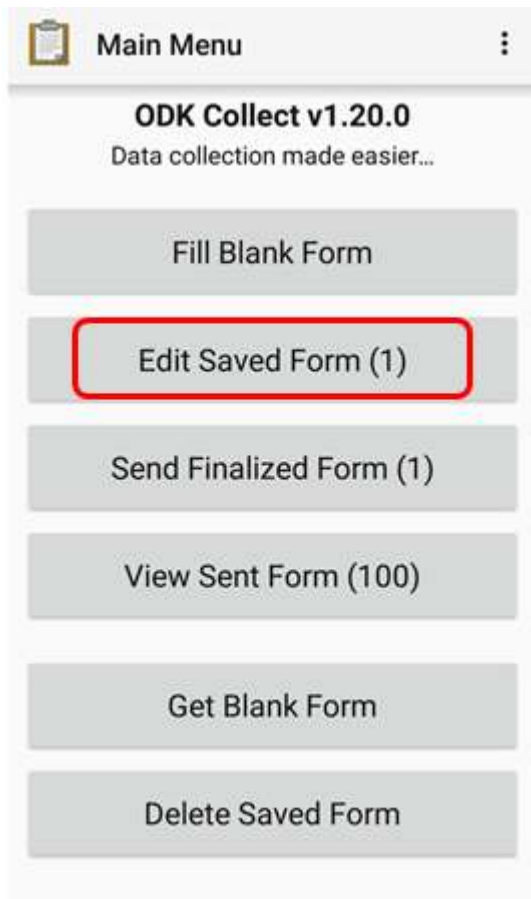 Main Menu
ODK Collect v1.20.0
Data collection made easier...
Fill Blank Form
Edit Saved Form (1)
Send Finalized Form (1)
View Sent Form (100)
Get Blank Form
Delete Saved Form